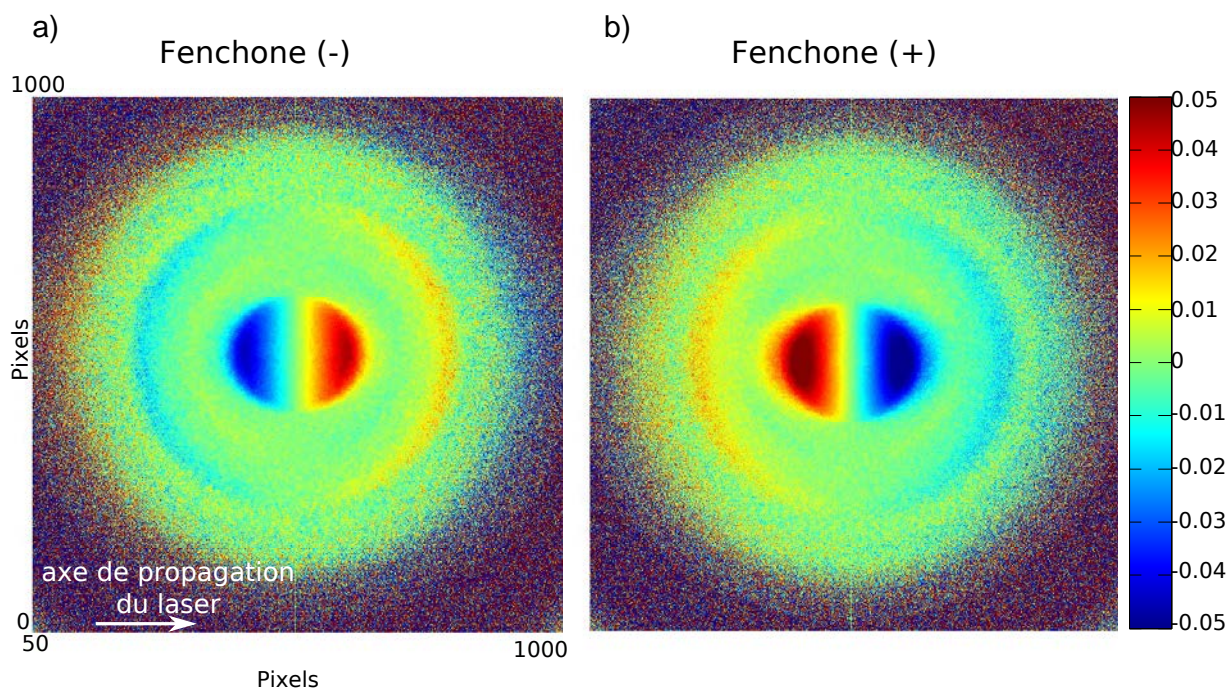 a)
Fenchone (-)
b)
Fenchone (+)
1000
Pixels
0
50
1000
Pixels
axe de propagation
du laser
0.05
0.04
0.03
0.02
0.01
0
-0.01
-0.02
-0.03
-0.04
-0.05